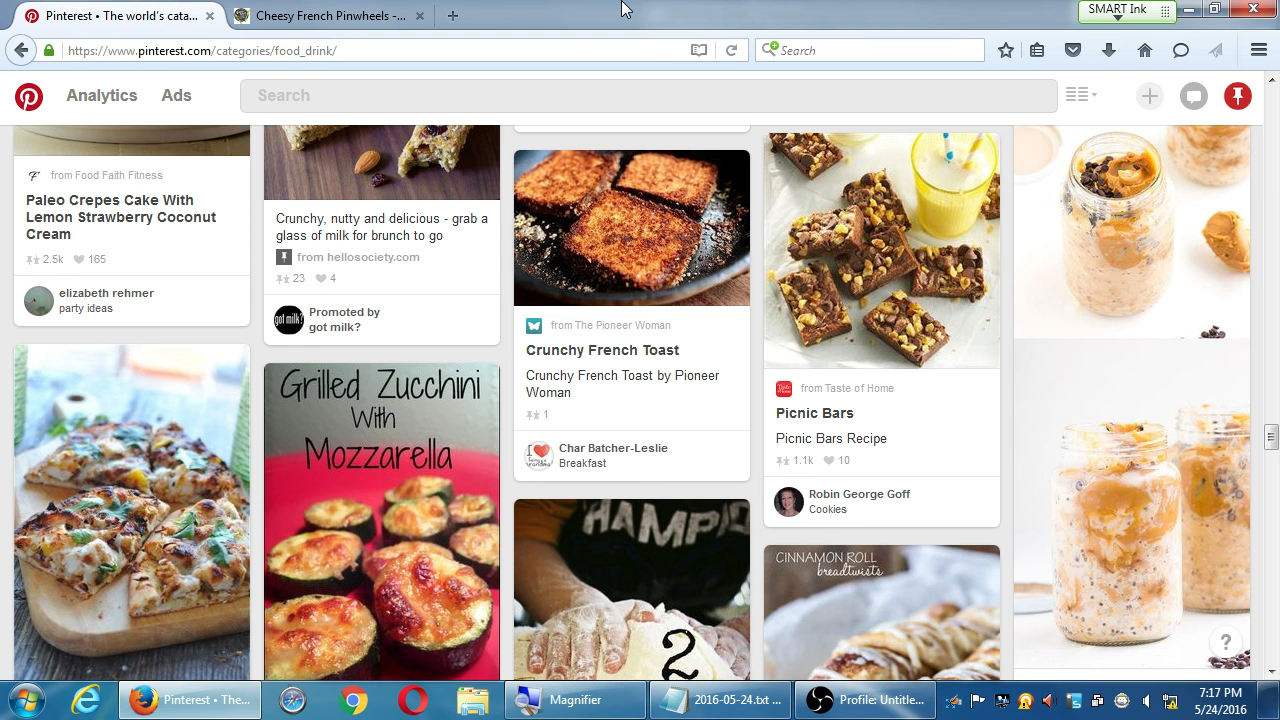 Pinterest • The world's cata...
Cheesy French Pinwheels -...
SMART Ink
https://www.pinterest.com/categories/food_drink/
Search
Analytics
Ads
Search
from Food Faith Fitness
Paleo Crepes Cake With
Lemon Strawberry Coconut
Cream
2.5k
165
elizabeth rehmer
party ideas
Crunchy, nutty and delicious - grab a
glass of milk for brunch to go
from hellosociety.com
23
4
got milk?
Promoted by
got milk?
Grilled Zucchini
With
Mozzarella
from The Pioneer Woman
Crunchy French Toast
Crunchy French Toast by Pioneer
Woman
1
Char Batcher-Leslie
Breakfast
HAMP
2
from Taste of Home
Picnic Bars
Picnic Bars Recipe
1.1k
10
Robin George Goff
Cookies
CINNAMON ROLL
breadtwists
?
Pinterest • The...
Magnifier
2016-05-24.txt ...
Profile: Untitle...
7:17 PM
5/24/2016